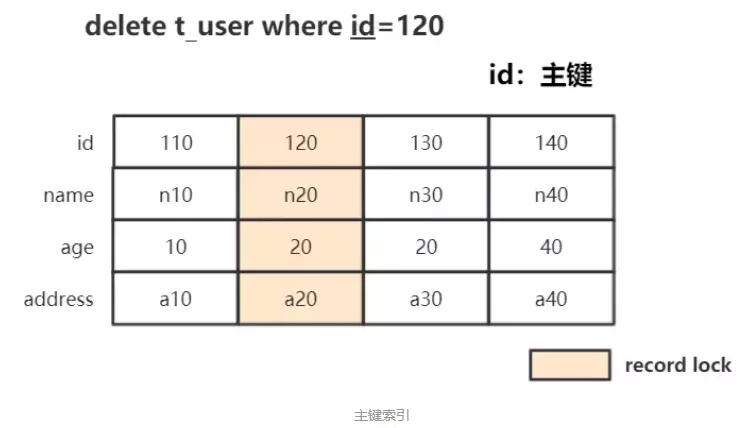 delete t_user where id=120
id：主键
id 110 120 130 140
name n10 n20 n30 n40
age 10 20 20 40
address a10 a20 a30 a40
record lock
主键索引